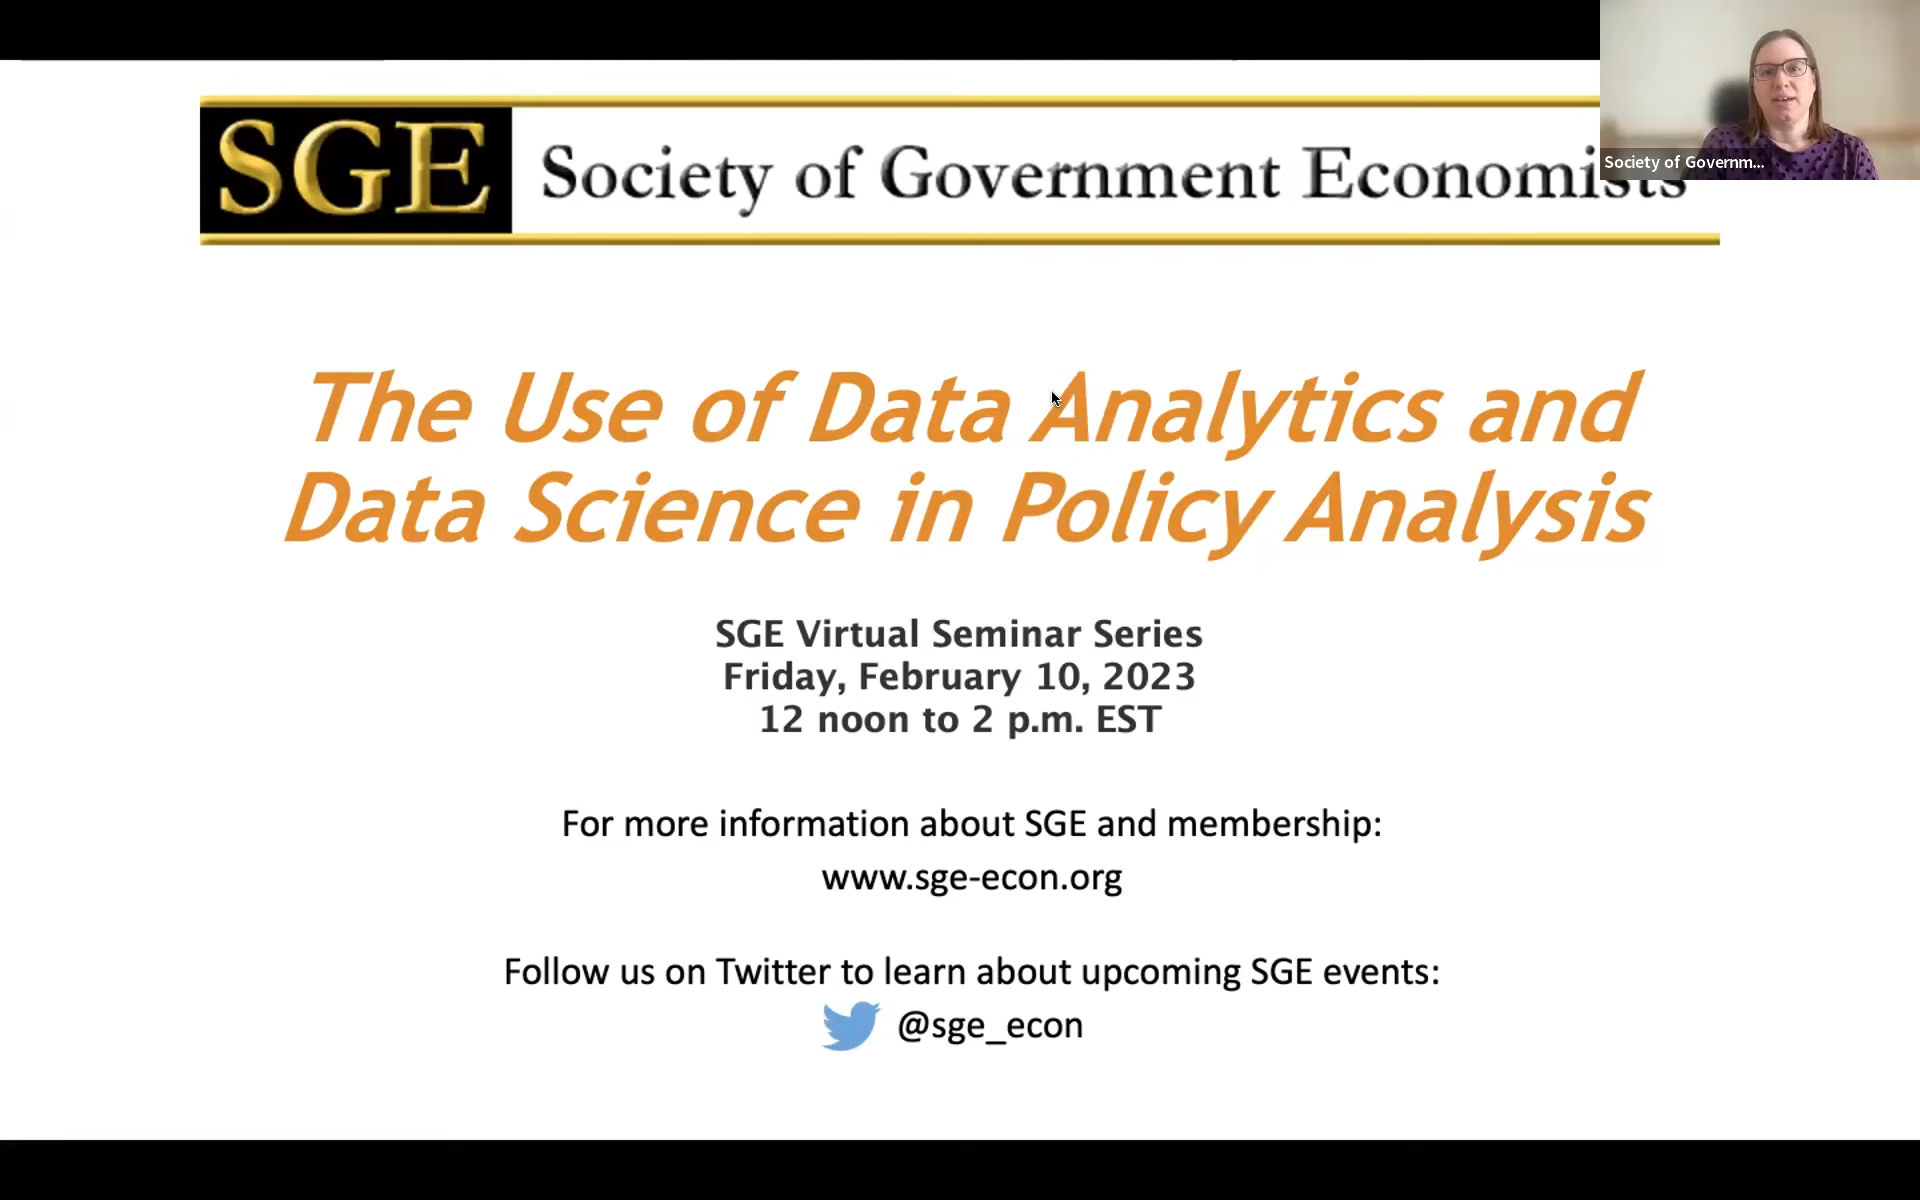 SGE
Society of Government Economists
Society of Governm...
The Use of Data Analytics and
Data Science in Policy Analysis
SGE Virtual Seminar Series
Friday, February 10, 2023
12 noon to 2 p.m. EST
For more information about SGE and membership:
www.sge-econ.org
Follow us on Twitter to learn about upcoming SGE events:
@sge_econ